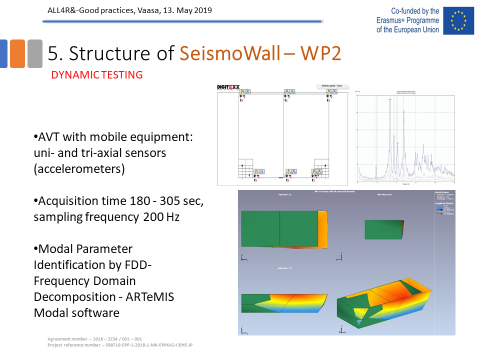 ALL4R&-Good practices, Vaasa, 13. May 2019
Co-funded by the
Erasmus+ Programme
of the European Union
5. Structure of SeismoWall – WP2
DYNAMIC TESTING
•AVT with mobile equipment:
uni- and tri-axial sensors
(accelerometers)
•Acquisition time 180 - 305 sec,
sampling frequency 200 Hz
•Modal Parameter
Identification by FDD-
Frequency Domain
Decomposition - ARTeMIS
Modal software